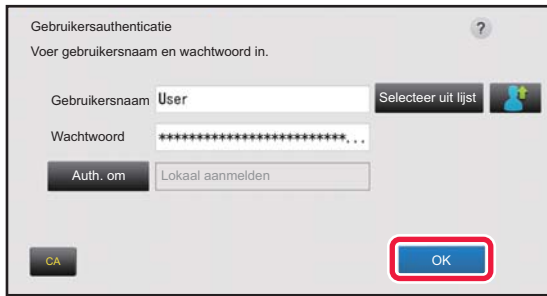 Gebruikersauthenticatie
?
Voer gebruikersnaam en wachtwoord in.
Gebruikersnaam User Selecteer uit lijst
Wachtwoord *************************...
Auth. om Lokaal aanmelden
CA OK